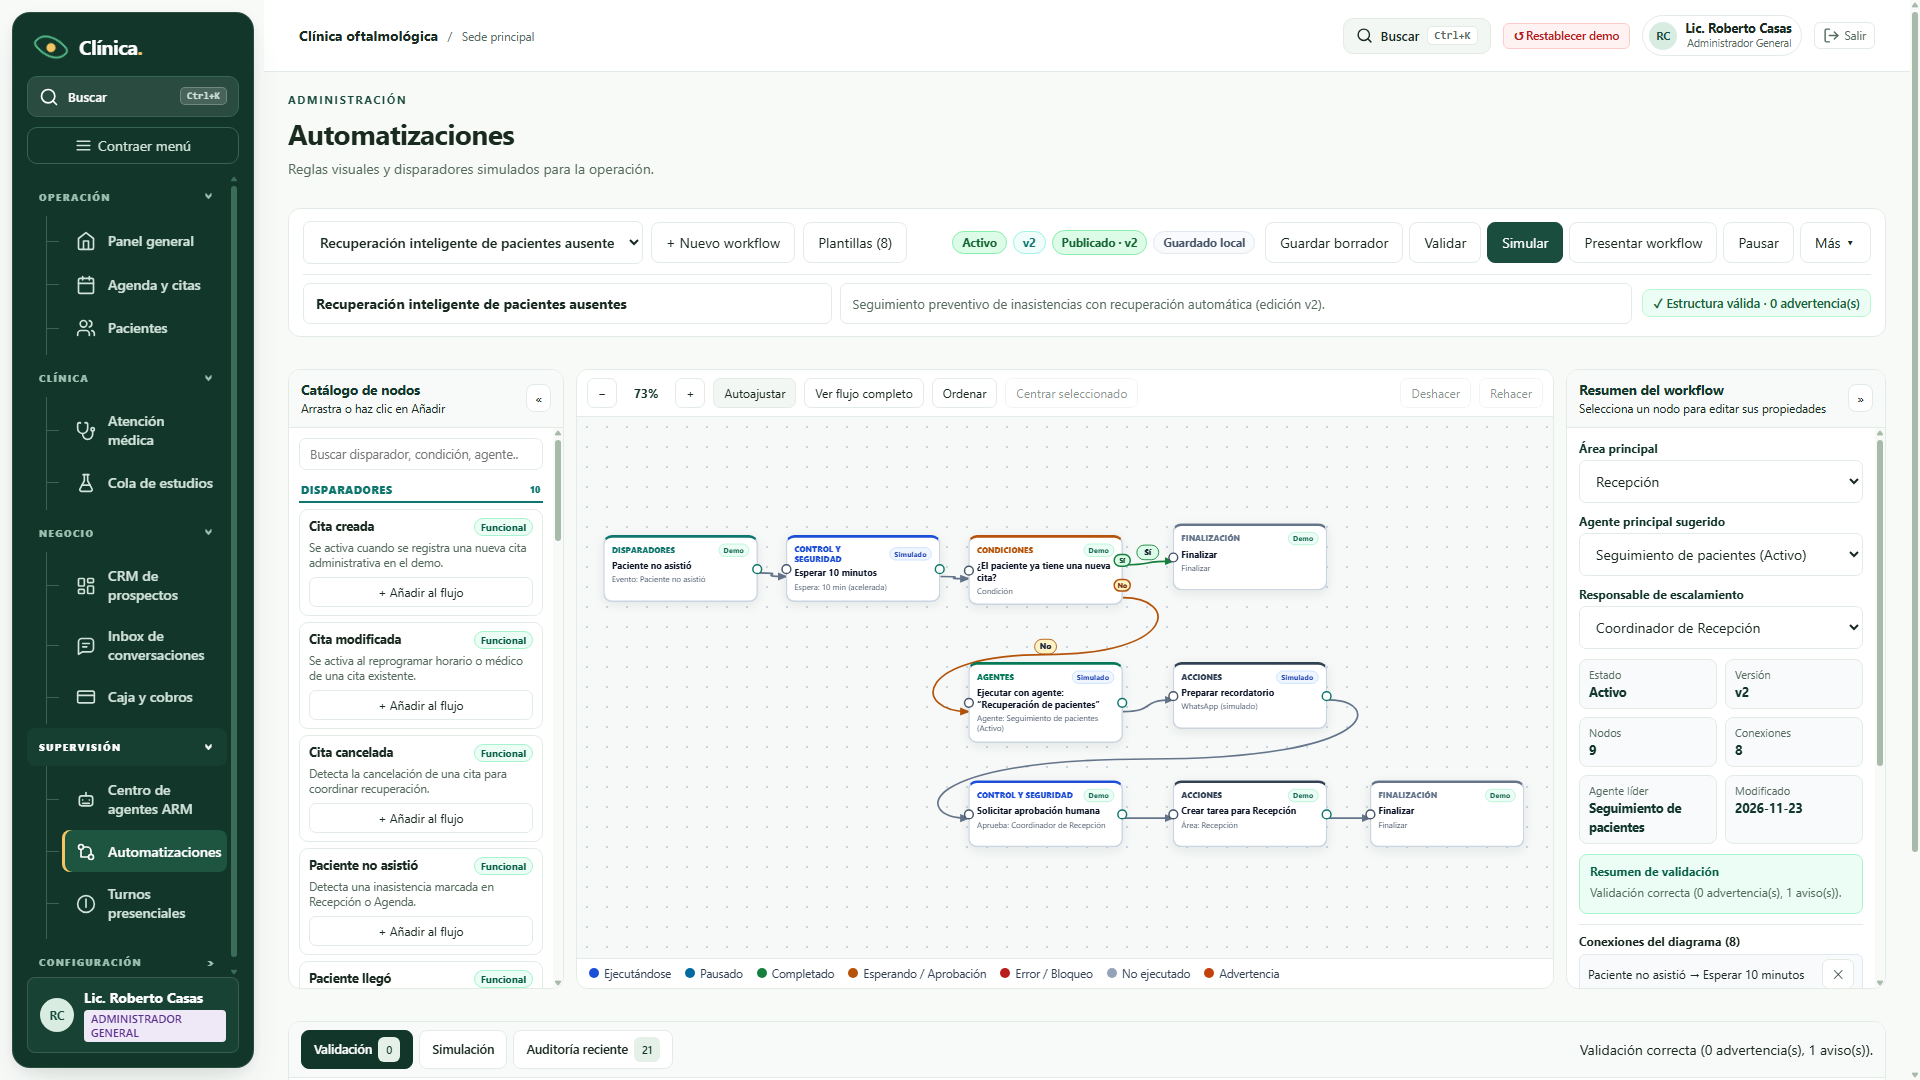 Clínica.
Buscar
Ctrl+K
Contraer menú
OPERACIÓN
Panel general
Agenda y citas
Pacientes
CLÍNICA
Atención
médica
Cola de estudios
NEGOCIO
CRM de
prospectos
Inbox de
conversaciones
Caja y cobros
SUPERVISIÓN
Centro de
agentes ARM
Automatizaciones
Turnos
presenciales
CONFIGURACIÓN
RC
Lic. Roberto Casas
ADMINISTRADOR
GENERAL
Clínica oftalmológica / Sede principal
Buscar Ctrl+K
↺ Restablecer demo
RC
Lic. Roberto Casas
Administrador General
Salir
ADMINISTRACIÓN
Automatizaciones
Reglas visuales y disparadores simulados para la operación.
Recuperación inteligente de pacientes ausente
+ Nuevo workflow
Plantillas (8)
Activo
v2
Publicado · v2
Guardado local
Guardar borrador
Validar
Simular
Presentar workflow
Pausar
Más ▾
Recuperación inteligente de pacientes ausentes
Seguimiento preventivo de inasistencias con recuperación automática (edición v2).
✓ Estructura válida · 0 advertencia(s)
Catálogo de nodos
Arrastra o haz clic en Añadir
«
Buscar disparador, condición, agente..
DISPARADORES 10
Cita creada
Funcional
Se activa cuando se registra una nueva cita
administrativa en el demo.
+ Añadir al flujo
Cita modificada
Funcional
Se activa al reprogramar horario o médico
de una cita existente.
+ Añadir al flujo
Cita cancelada
Funcional
Detecta la cancelación de una cita para
coordinar recuperación.
+ Añadir al flujo
Paciente no asistió
Funcional
Detecta una inasistencia marcada en
Recepción o Agenda.
+ Añadir al flujo
Paciente llegó
Funcional
−
73%
+
Autoajustar
Ver flujo completo
Ordenar
Centrar seleccionado
Deshacer
Rehacer
DISPARADORES
Demo
Paciente no asistió
Evento: Paciente no asistió
CONTROL Y
SEGURIDAD
Simulado
Esperar 10 minutos
Espera: 10 min (acelerada)
CONDICIONES
Demo
¿El paciente ya tiene una nueva
cita?
Condición
Sí
No
Sí
FINALIZACIÓN
Demo
Finalizar
Finalizar
No
AGENTES
Simulado
Ejecutar con agente:
"Recuperación de pacientes"
Agente: Seguimiento de pacientes
(Activo)
ACCIONES
Simulado
Preparar recordatorio
WhatsApp (simulado)
CONTROL Y SEGURIDAD
Demo
Solicitar aprobación humana
Aprueba: Coordinador de Recepción
ACCIONES
Demo
Crear tarea para Recepción
Área: Recepción
FINALIZACIÓN
Demo
Finalizar
Finalizar
Ejecutándose
Pausado
Completado
Esperando / Aprobación
Error / Bloqueo
No ejecutado
Advertencia
Resumen del workflow
Selecciona un nodo para editar sus propiedades
»
Área principal
Recepción
Agente principal sugerido
Seguimiento de pacientes (Activo)
Responsable de escalamiento
Coordinador de Recepción
Estado
Activo
Versión
v2
Nodos
9
Conexiones
8
Agente líder
Seguimiento de
pacientes
Modificado
2026-11-23
Resumen de validación
Validación correcta (0 advertencia(s), 1 aviso(s)).
Conexiones del diagrama (8)
Paciente no asistió → Esperar 10 minutos
Validación 0
Simulación
Auditoría reciente 21
Validación correcta (0 advertencia(s), 1 aviso(s)).